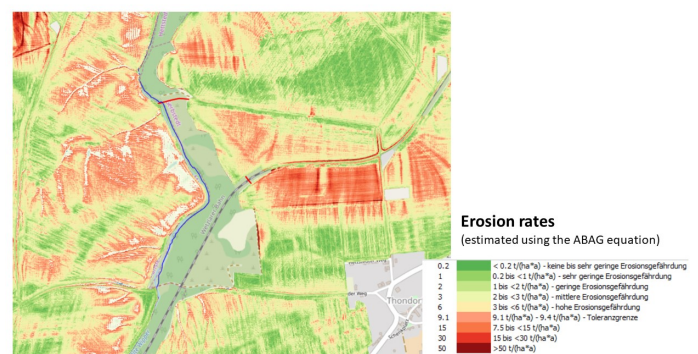 Erosion rates
(estimated using the ABAG equation)
0.2 < 0.2 t/(ha*a) - keine bis sehr geringe Erosionsgefährdung
1 0.2 bis <1 t/(ha*a) - sehr geringe Erosionsgefährdung
2 1 bis <2 t/(ha*a) - geringe Erosionsgefährdung
3 2 bis <3 t/(ha*a) - mittlere Erosionsgefährdung
6 3 bis <6 t/(ha*a) - hohe Erosionsgefährdung
9.1 9.1 t/(ha*a) - 9.4 t/(ha*a) - Toleranzgrenze
15 7.5 bis <15 t/(ha*a)
30 15 bis <30 t/(ha*a)
50 >50 t/(ha*a)
der Weg
Thondor